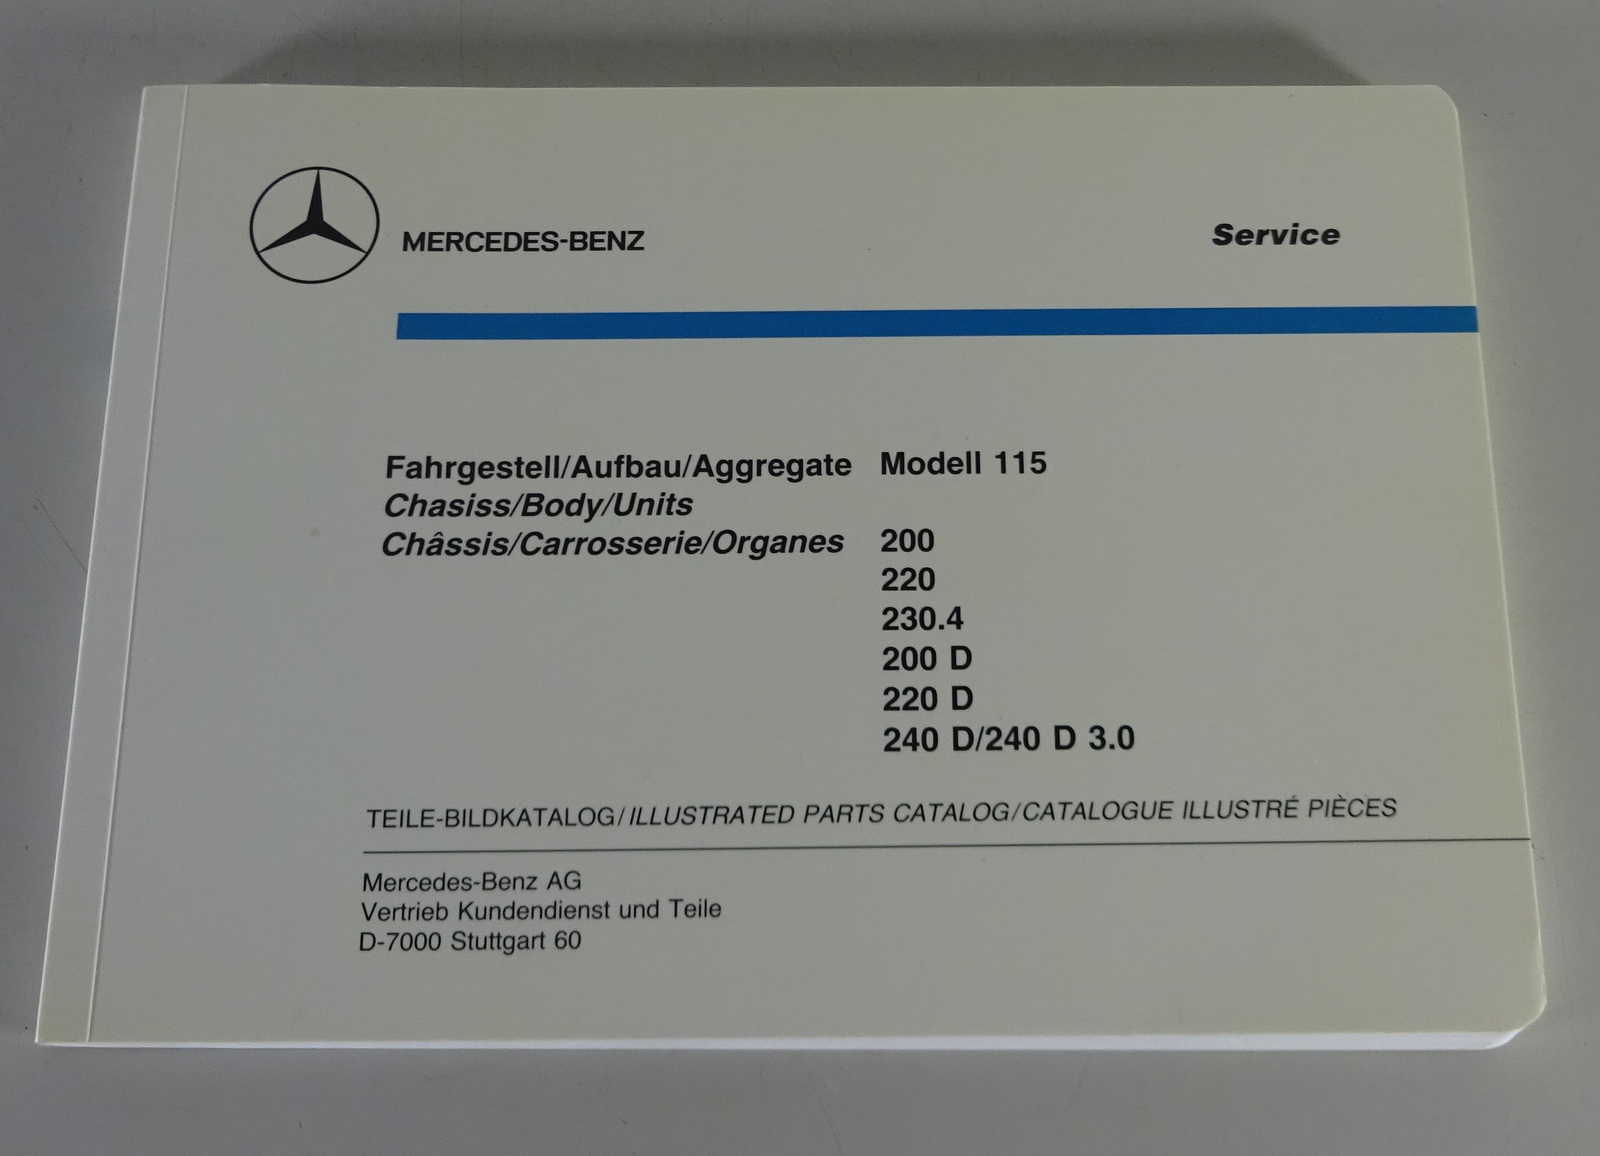 MERCEDES-BENZ
Service
Fahrgestell/Aufbau/Aggregate Modell 115
Chasiss/Body/Units
Châssis/Carrosserie/Organes 200
220
230.4
200 D
220 D
240 D/240 D 3.0
TEILE-BILDKATALOG/ILLUSTRATED PARTS CATALOG/CATALOGUE ILLUSTRÉ PIÈCES
Mercedes-Benz AG
Vertrieb Kundendienst und Teile
D-7000 Stuttgart 60